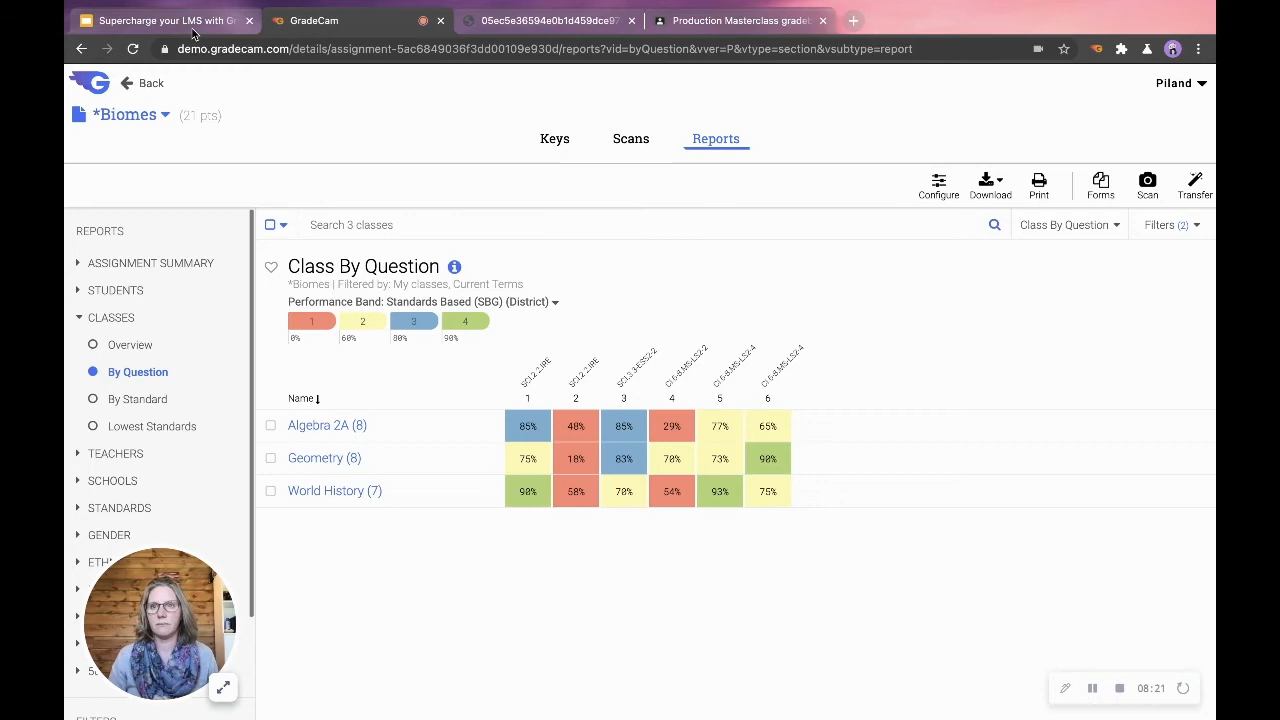 Supercharge your LMS with Gr
GradeCam
05ec5e36594e0b1d459dce97
Production Masterclass gradeb
demo.gradecam.com/details/assignment-5ac6849036f3dd00109e930d/reports?vid=byQuestion&vver=P&vtype=section&vsubtype=report
G
Back
Piland
*Biomes
(21 pts)
Keys
Scans
Reports
Configure
Download
Print
Forms
Scan
Transfer
REPORTS
Search 3 classes
Class By Question
Filters (2)
ASSIGNMENT SUMMARY
STUDENTS
CLASSES
Overview
By Question
By Standard
Lowest Standards
TEACHERS
SCHOOLS
STANDARDS
GENDER
ETH
Class By Question
*Biomes | Filtered by: My classes, Current Terms
Performance Band: Standards Based (SBG) (District)
1 2 3 4
0% 60% 80% 90%
Name 1 2 3 4 5 6
Algebra 2A (8) 85% 48% 85% 29% 77% 65%
Geometry (8) 75% 18% 83% 70% 73% 90%
World History (7) 90% 58% 70% 54% 93% 75%
08:21